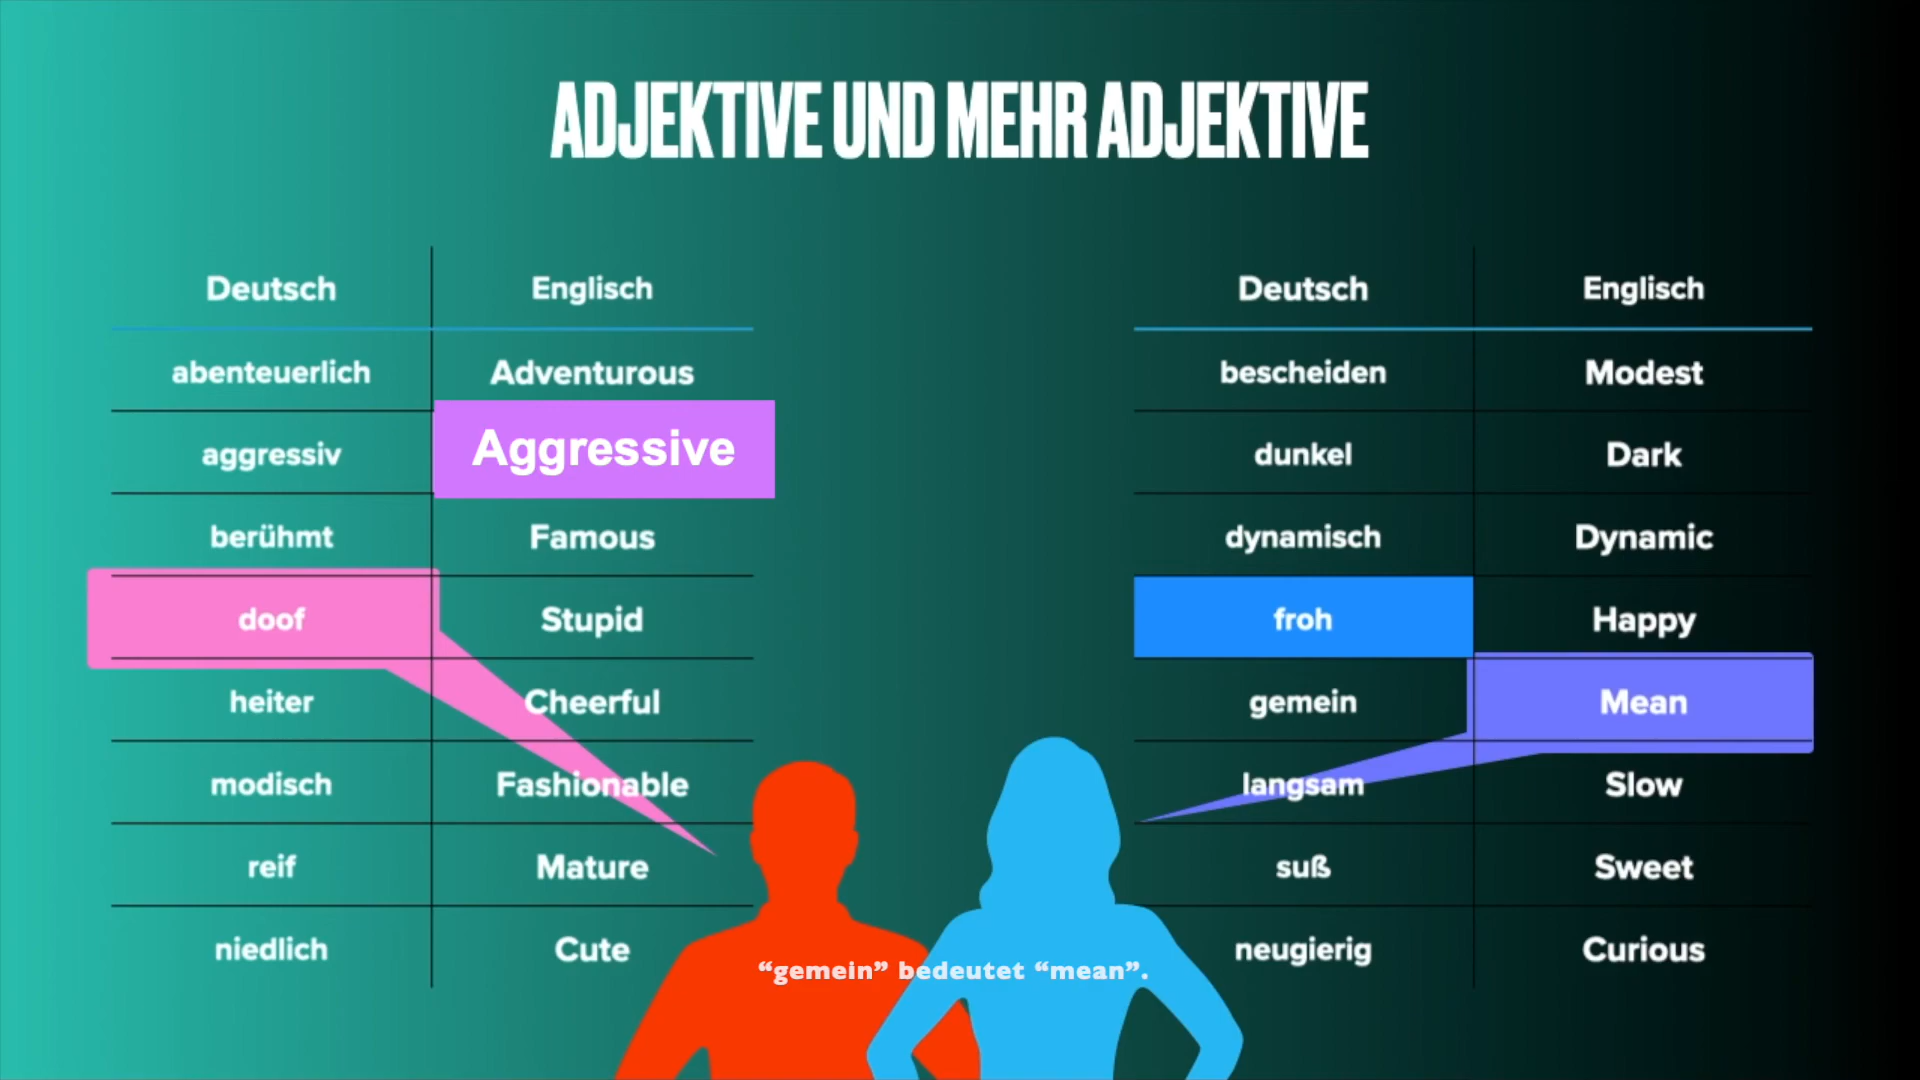 ADJEKTIVE UND MEHR ADJEKTIVE
Deutsch Englisch
abenteuerlich Adventurous
aggressiv Aggressive
berühmt Famous
doof Stupid
heiter Cheerful
modisch Fashionable
reif Mature
niedlich Cute
Deutsch Englisch
bescheiden Modest
dunkel Dark
dynamisch Dynamic
froh Happy
gemein Mean
langsam Slow
suß Sweet
neugierig Curious
“gemein” bedeutet “mean”.